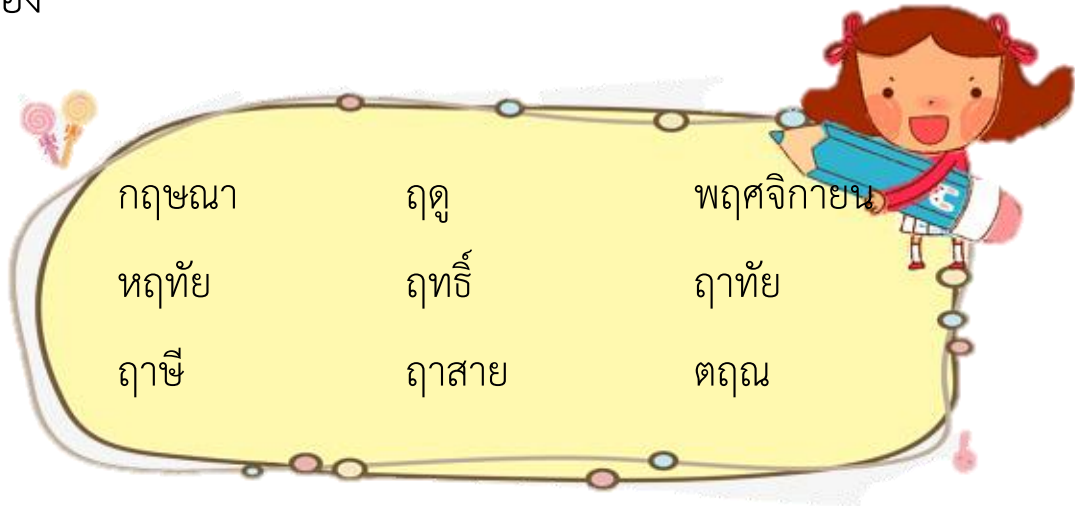 กฤษณา ฤดู พฤศจิกายน
หฤทัย ฤทธิ์ ฤาทัย
ฤาษี ฤาสาย ตฤณ